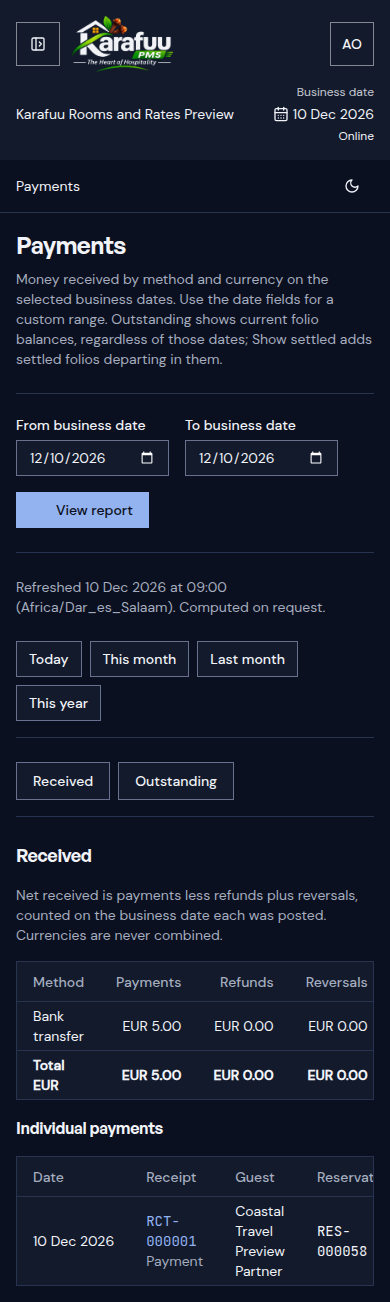 Karafuu
PMS
The Heart of Hospitality
AO
Business date
Karafuu Rooms and Rates Preview
10 Dec 2026
Online
Payments
Payments
Money received by method and currency on the
selected business dates. Use the date fields for a
custom range. Outstanding shows current folio
balances, regardless of those dates; Show settled adds
settled folios departing in them.
From business date To business date
12/10/2026 12/10/2026
View report
Refreshed 10 Dec 2026 at 09:00
(Africa/Dar_es_Salaam). Computed on request.
Today This month Last month
This year
Received Outstanding
Received
Net received is payments less refunds plus reversals,
counted on the business date each was posted.
Currencies are never combined.
Method Payments Refunds Reversals
Bank
transfer EUR 5.00 EUR 0.00 EUR 0.00
Total
EUR EUR 5.00 EUR 0.00 EUR 0.00
Individual payments
Date Receipt Guest Reservat
10 Dec 2026
RCT-
000001
Payment
Coastal
Travel
Preview
Partner
RES-
000058